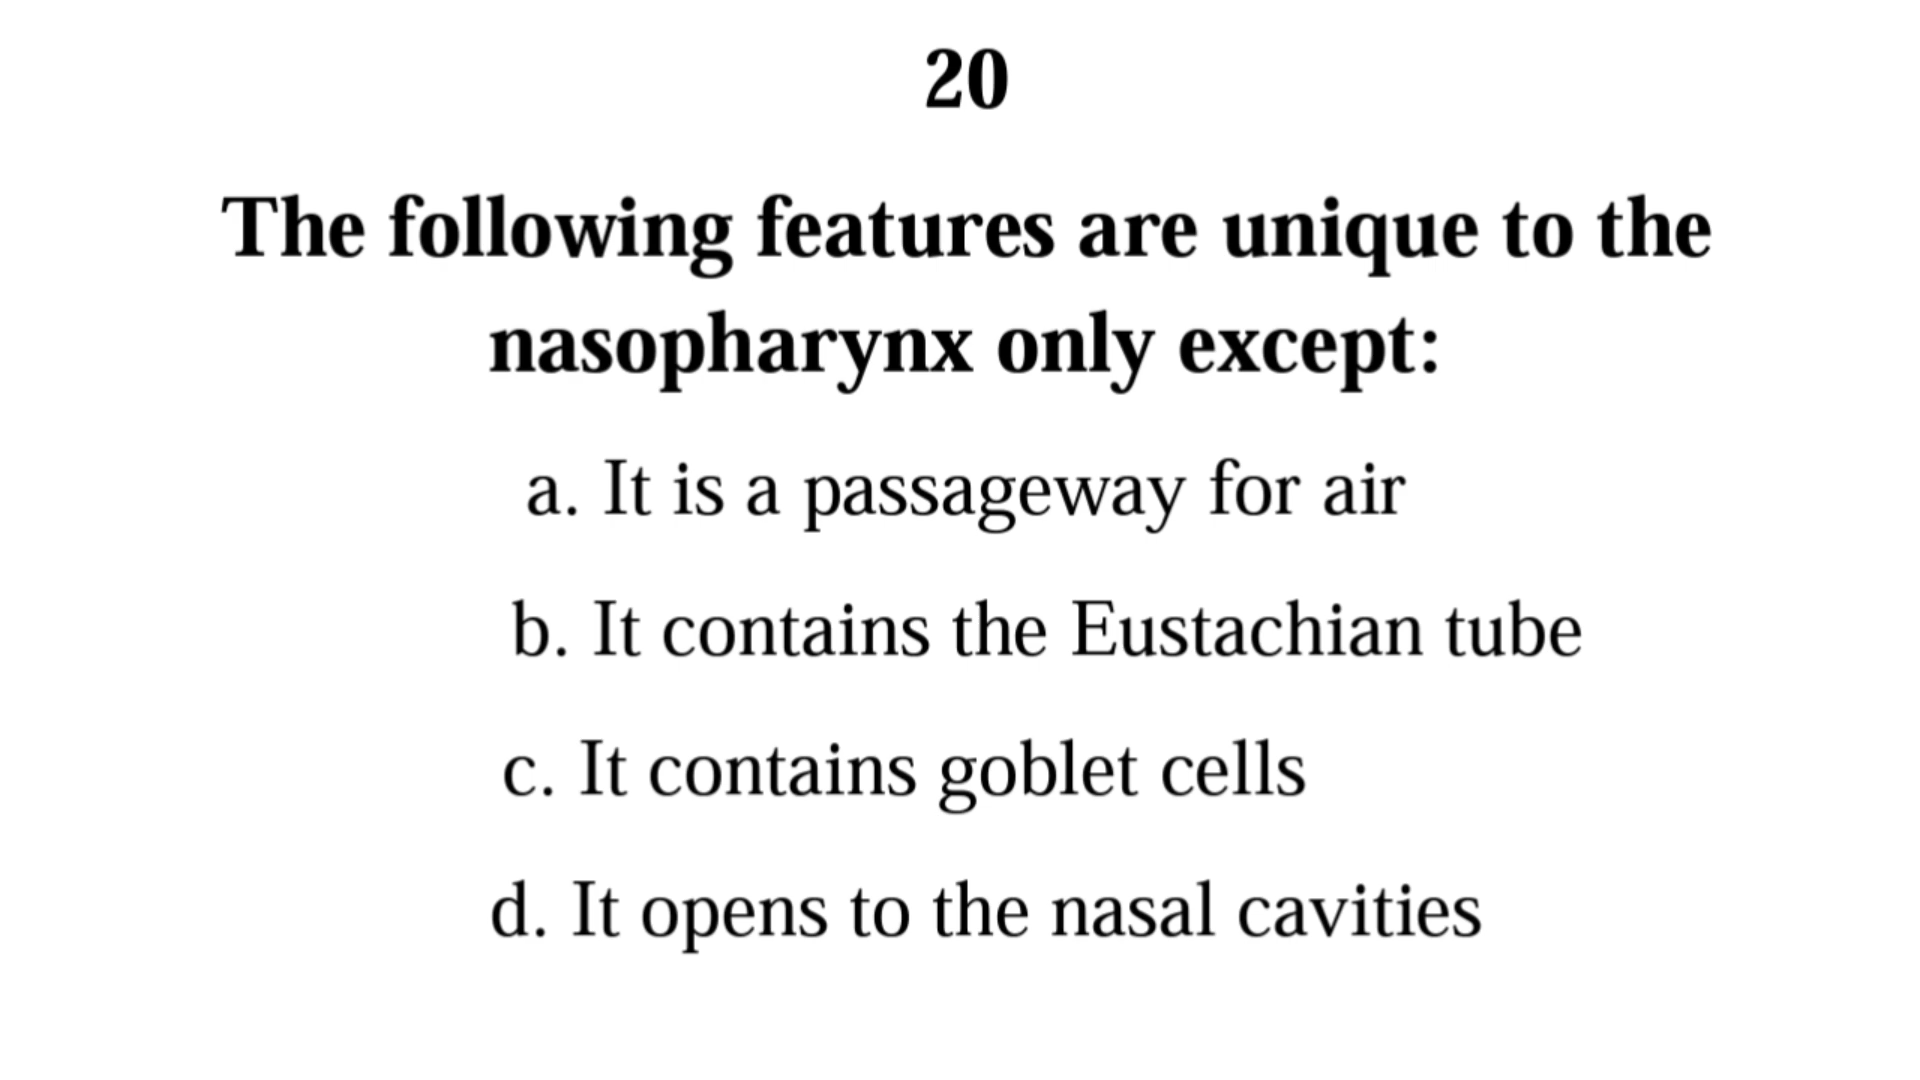 20
The following features are unique to the
nasopharynx only except:
a. It is a passageway for air
b. It contains the Eustachian tube
c. It contains goblet cells
d. It opens to the nasal cavities